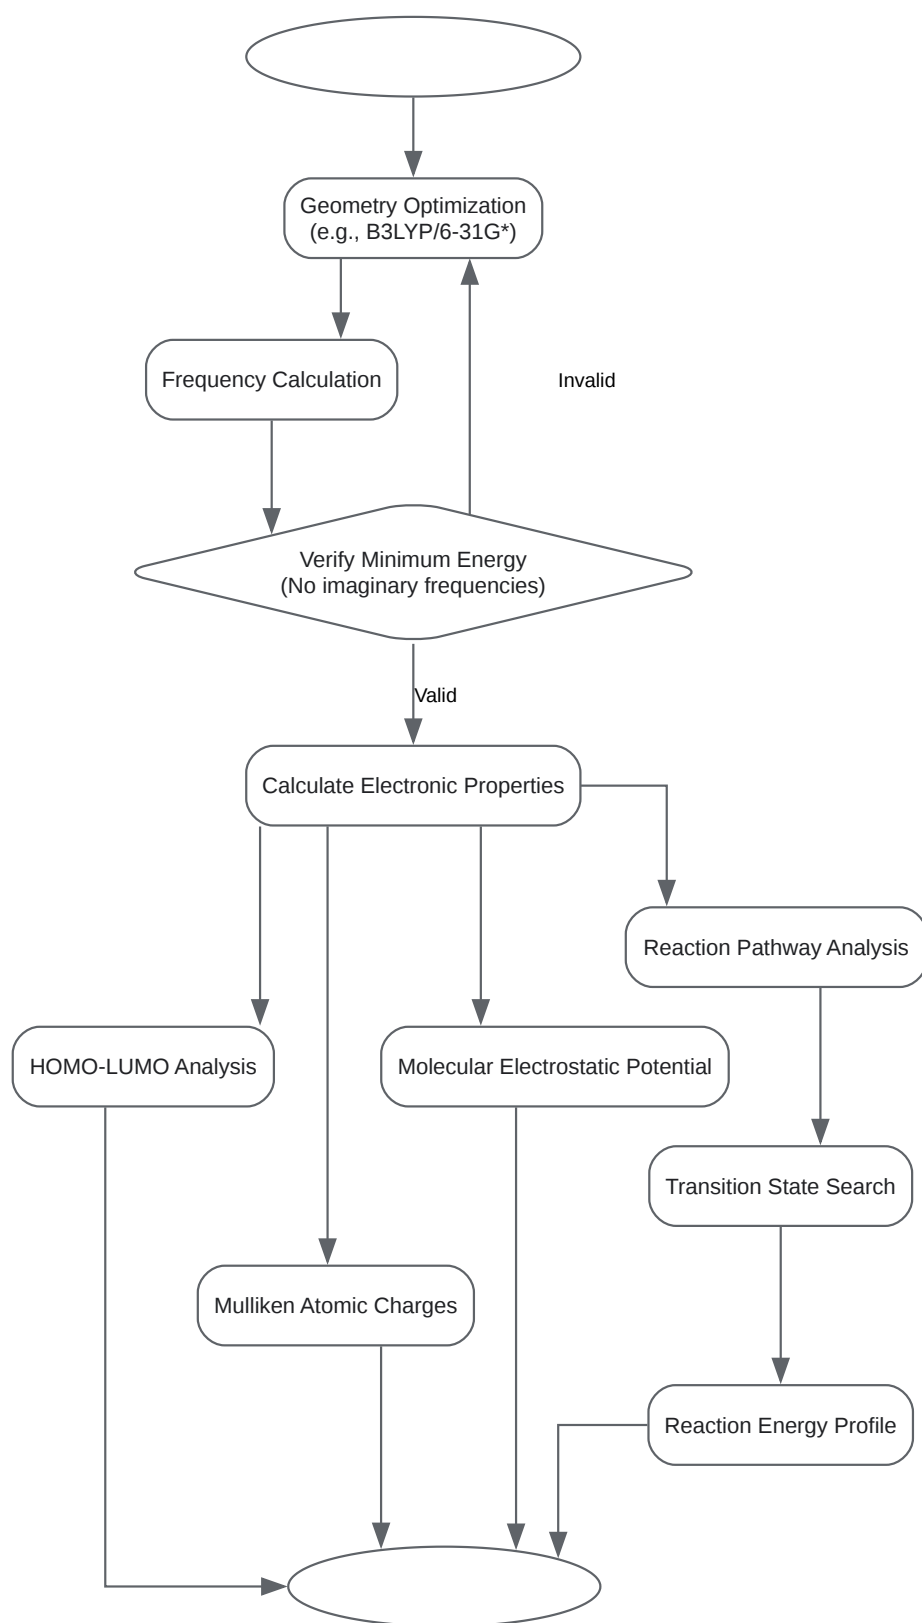 Geometry Optimization
(e.g., B3LYP/6-31G*)
Frequency Calculation
Invalid
Verify Minimum Energy
(No imaginary frequencies)
Valid
Calculate Electronic Properties
Reaction Pathway Analysis
HOMO-LUMO Analysis
Molecular Electrostatic Potential
Transition State Search
Mulliken Atomic Charges
Reaction Energy Profile